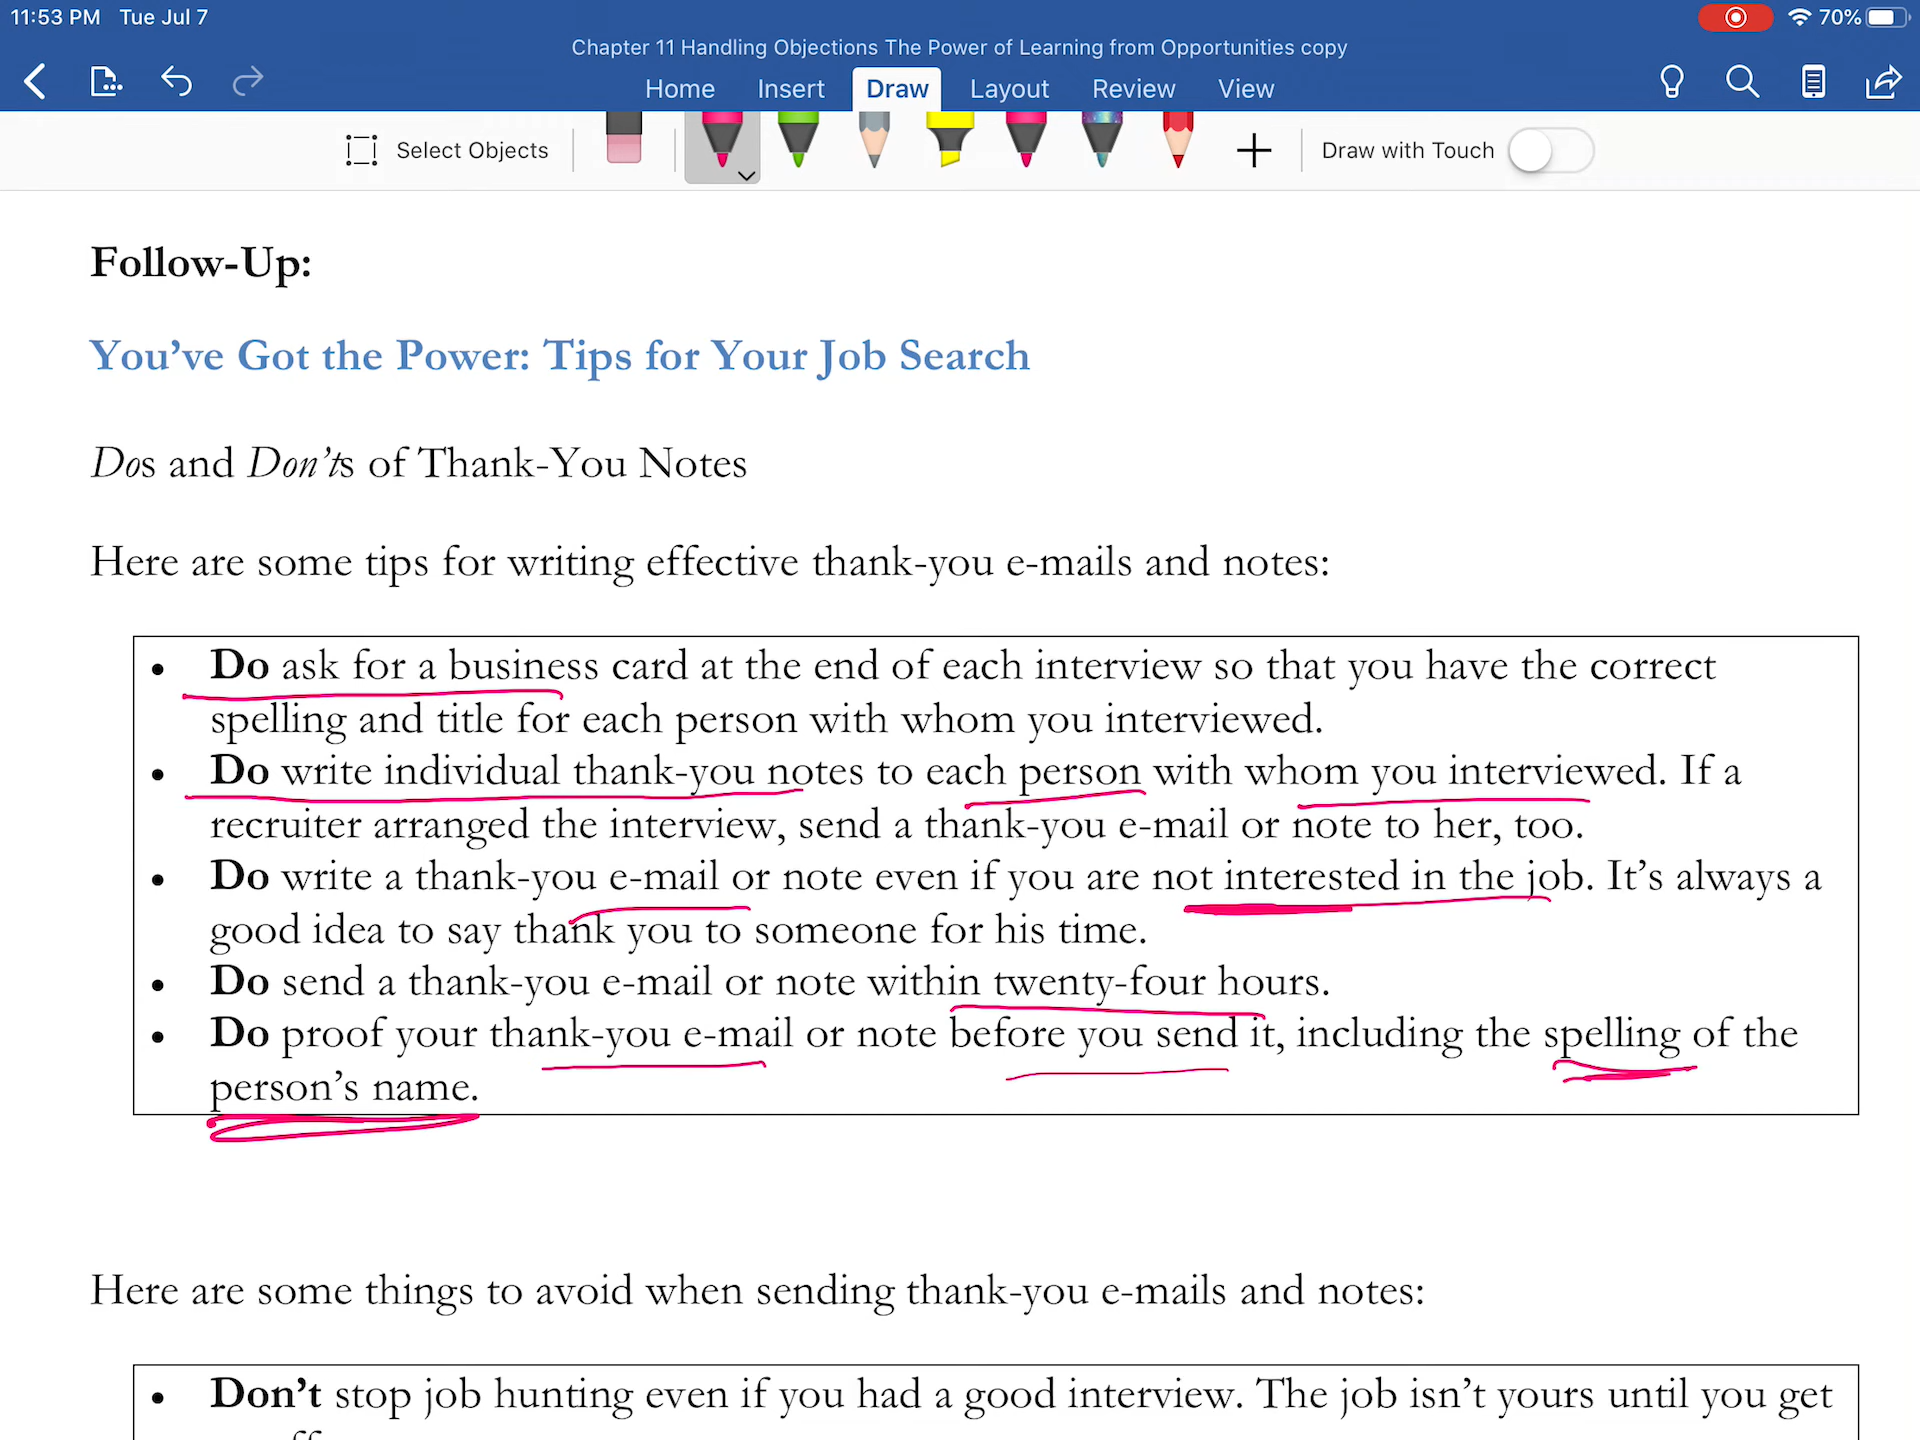 11:53 PM Tue Jul 7
70%
Chapter 11 Handling Objections The Power of Learning from Opportunities copy
Home Insert Draw Layout Review View
Select Objects
Draw with Touch
Follow-Up:
You’ve Got the Power: Tips for Your Job Search
Dos and Don’ts of Thank-You Notes
Here are some tips for writing effective thank-you e-mails and notes:
• Do ask for a business card at the end of each interview so that you have the correct
spelling and title for each person with whom you interviewed.
• Do write individual thank-you notes to each person with whom you interviewed. If a
recruiter arranged the interview, send a thank-you e-mail or note to her, too.
• Do write a thank-you e-mail or note even if you are not interested in the job. It’s always a
good idea to say thank you to someone for his time.
• Do send a thank-you e-mail or note within twenty-four hours.
• Do proof your thank-you e-mail or note before you send it, including the spelling of the
person’s name.
Here are some things to avoid when sending thank-you e-mails and notes:
• Don’t stop job hunting even if you had a good interview. The job isn’t yours until you get